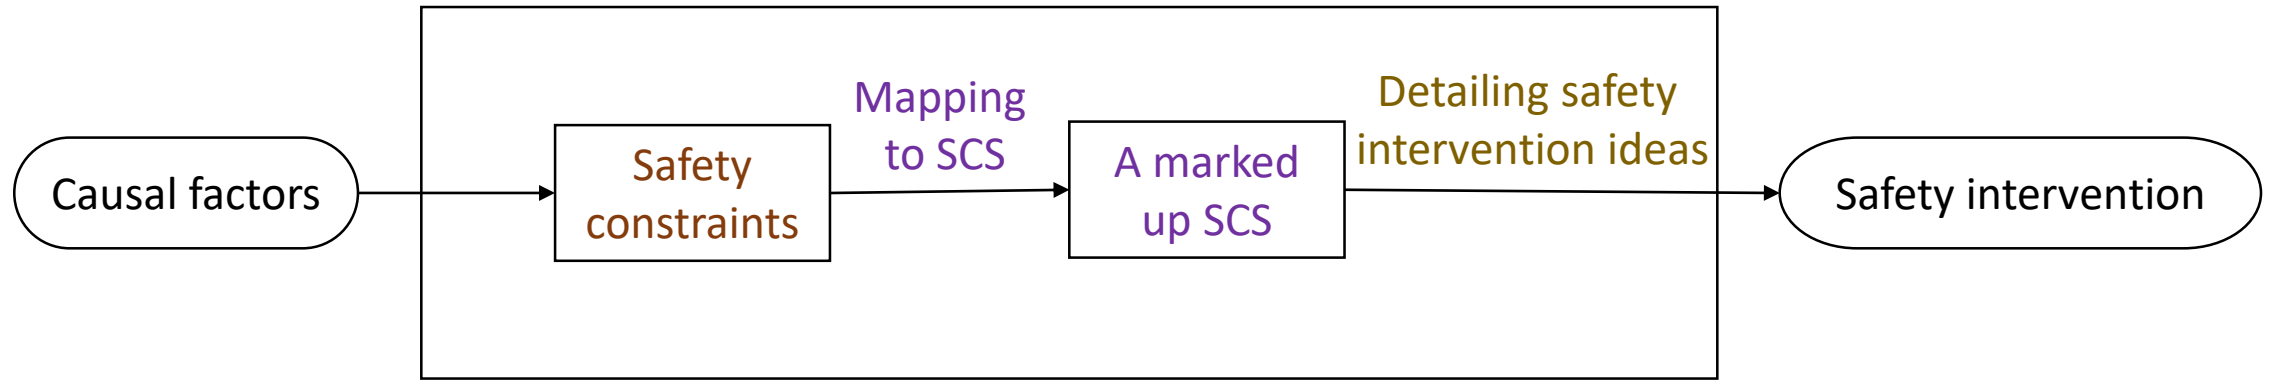 Causal factors
Safety
constraints
Mapping
to SCS
A marked
up SCS
Detailing safety
intervention ideas
Safety intervention